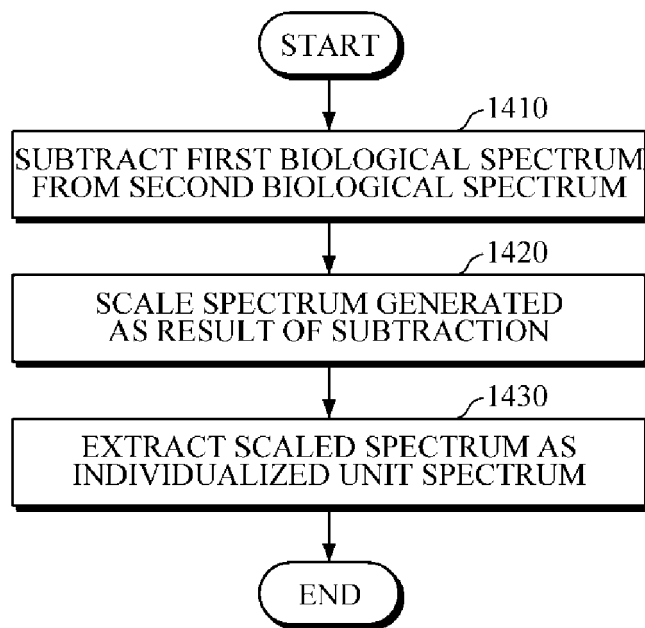 START
1410
SUBTRACT FIRST BIOLOGICAL SPECTRUM
FROM SECOND BIOLOGICAL SPECTRUM
1420
SCALE SPECTRUM GENERATED
AS RESULT OF SUBTRACTION
1430
EXTRACT SCALED SPECTRUM AS
INDIVIDUALIZED UNIT SPECTRUM
END